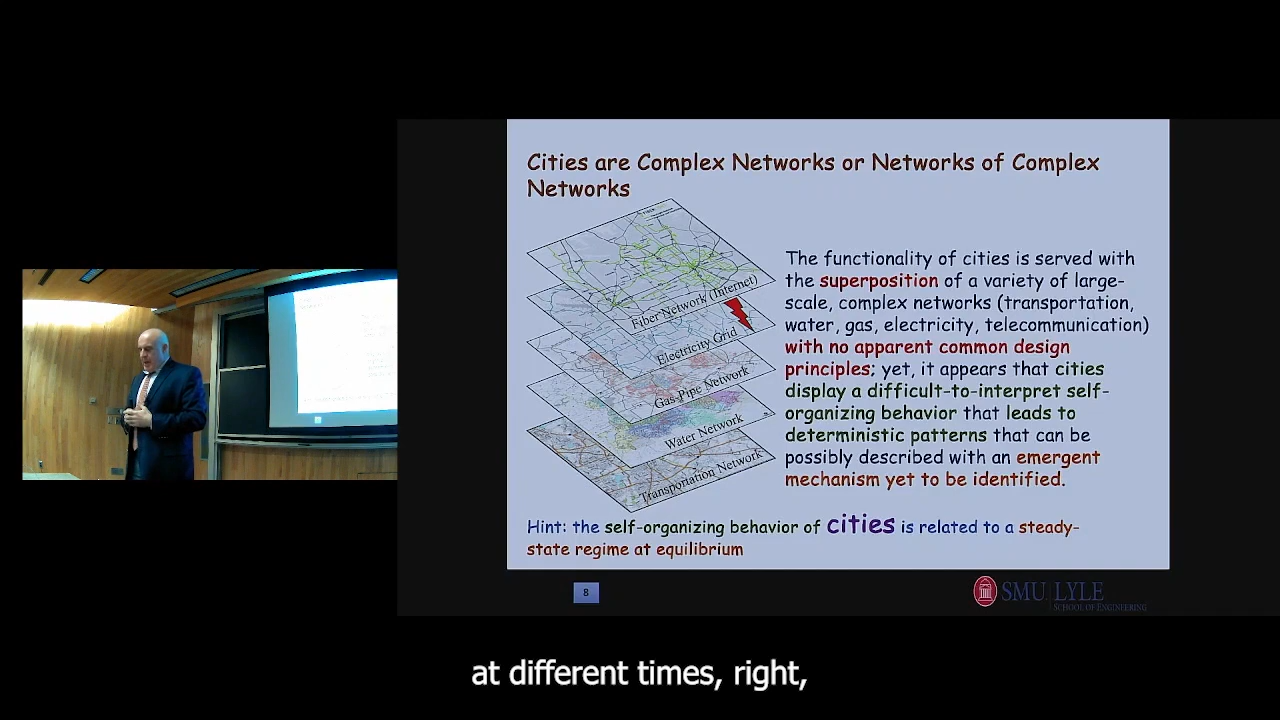 Cities are Complex Networks or Networks of Complex
Networks
Fiber Network (Internet)
Electricity Grid
Gas-Pipe Network
Water Network
Transportation Network
The functionality of cities is served with
the superposition of a variety of large-
scale, complex networks (transportation,
water, gas, electricity, telecommunication)
with no apparent common design
principles; yet, it appears that cities
display a difficult-to-interpret self-
organizing behavior that leads to
deterministic patterns that can be
possibly described with an emergent
mechanism yet to be identified.
Hint: the self-organizing behavior of cities is related to a steady-
state regime at equilibrium
8
SMU LYLE
SCHOOL OF ENGINEERING
at different times, right,